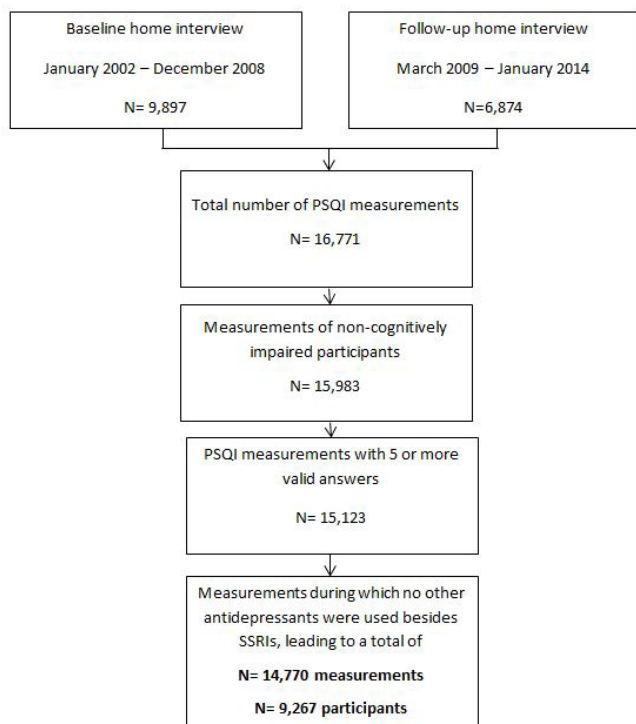 Baseline home interview
January 2002 – December 2008
N= 9,897
Follow-up home interview
March 2009 – January 2014
N=6,874
Total number of PSQI measurements
N= 16,771
Measurements of non-cognitively
impaired participants
N= 15,983
PSQI measurements with 5 or more
valid answers
N= 15,123
Measurements during which no other
antidepressants were used besides
SSRIs, leading to a total of
N= 14,770 measurements
N= 9,267 participants